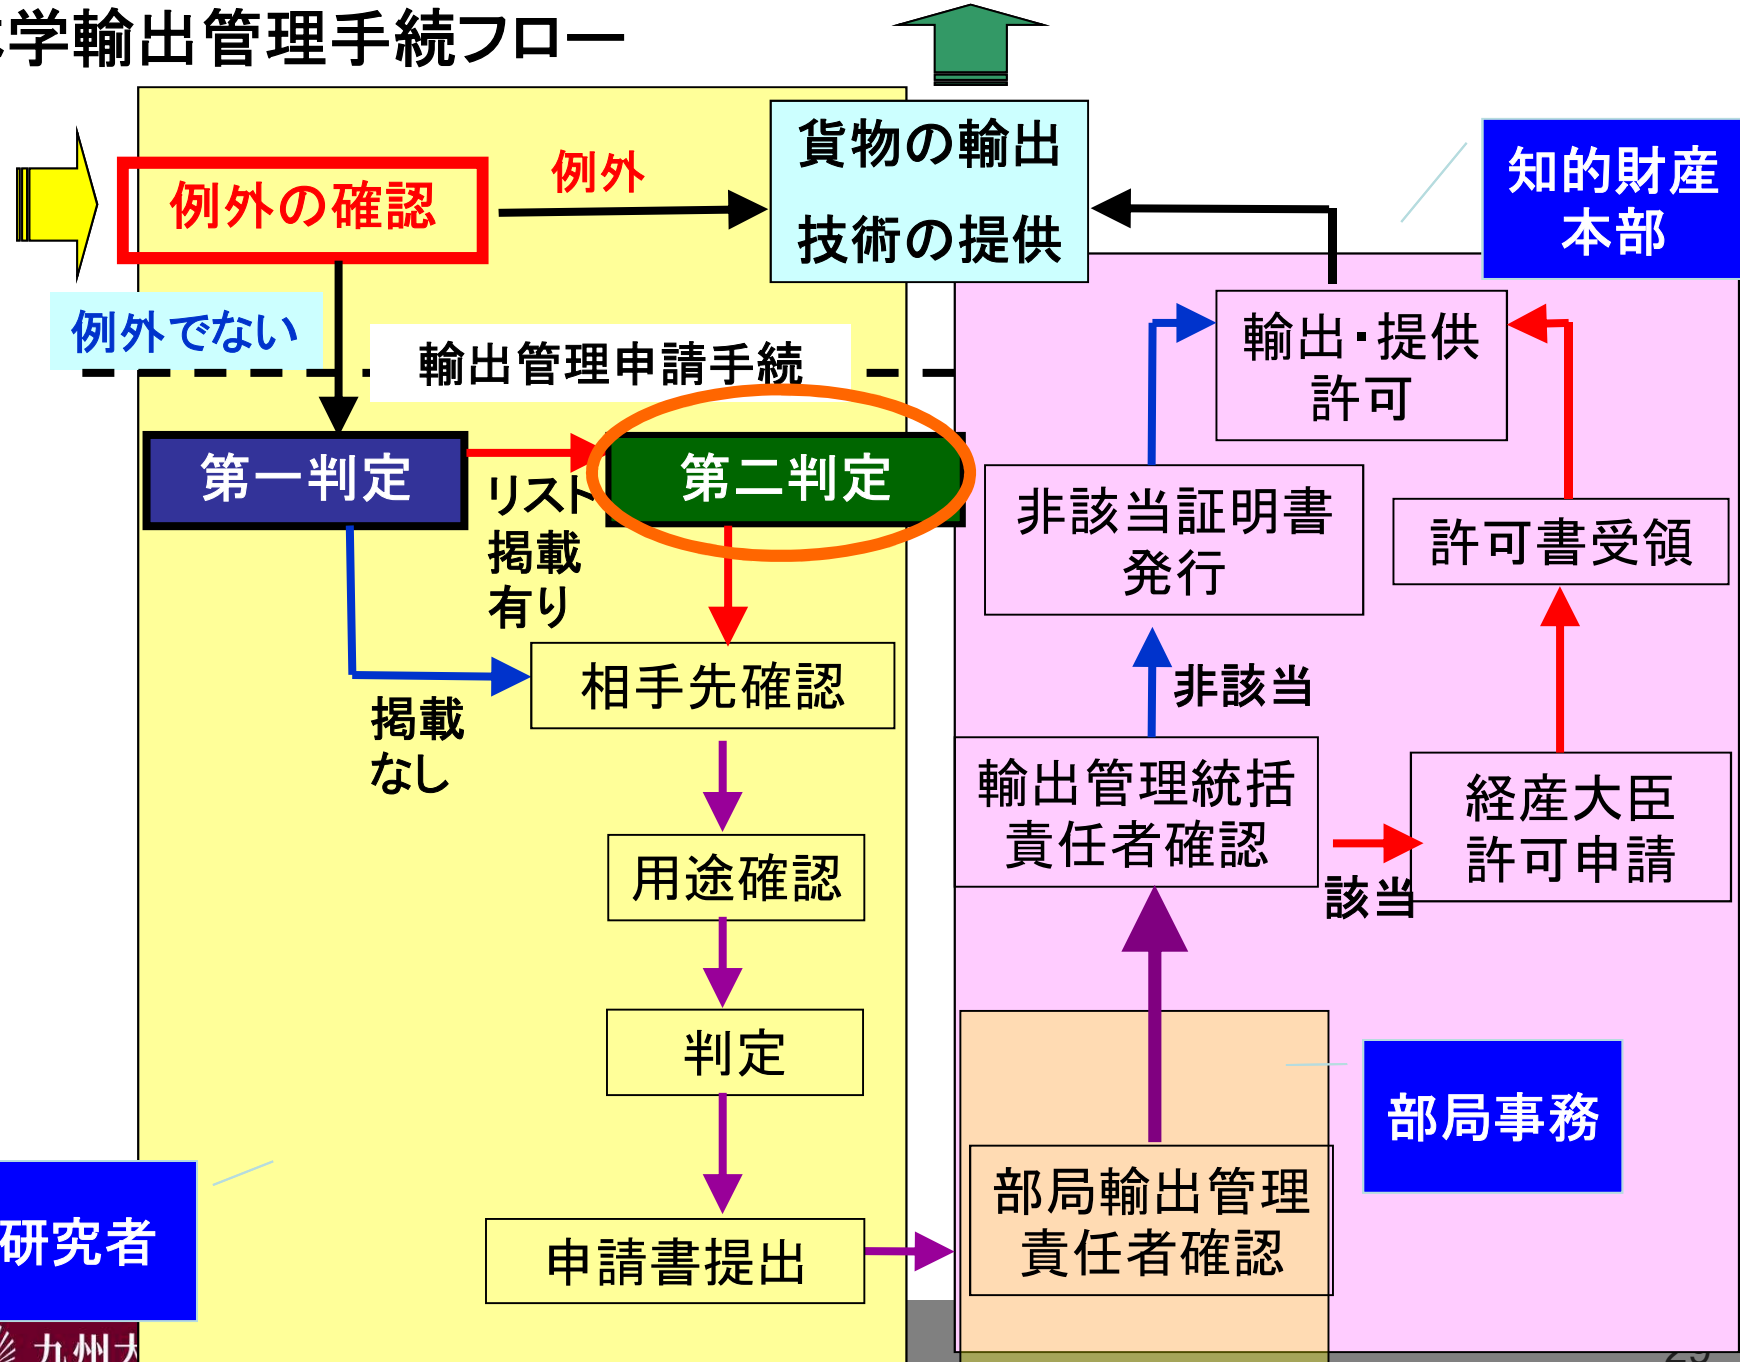 学輸出管理手続フロー
例外の確認
例外
貨物の輸出
技術の提供
知的財産
本部
例外でない
輸出管理申請手続
輸出・提供
許可
第一判定
リスト
掲載
有り
第二判定
非該当証明書
発行
許可書受領
相手先確認
掲載
なし
非該当
用途確認
輸出管理統括
責任者確認
該当
経産大臣
許可申請
判定
部局事務
研究者
申請書提出
部局輸出管理
責任者確認
九州大